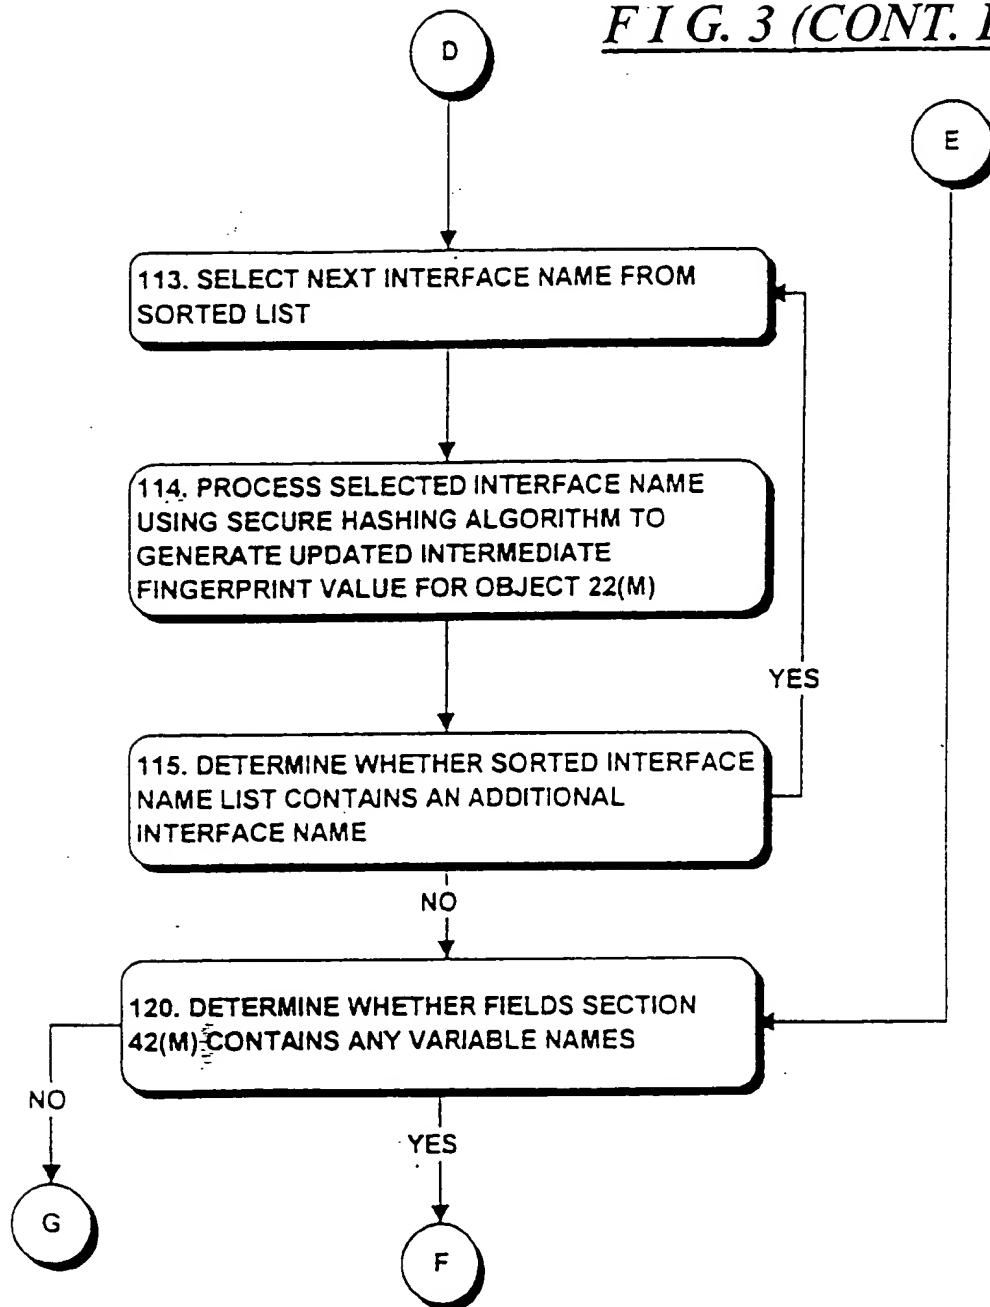 F I G. 3 (CONT.
D
E
113. SELECT NEXT INTERFACE NAME FROM
SORTED LIST
114. PROCESS SELECTED INTERFACE NAME
USING SECURE HASHING ALGORITHM TO
GENERATE UPDATED INTERMEDIATE
FINGERPRINT VALUE FOR OBJECT 22(M)
YES
115. DETERMINE WHETHER SORTED INTERFACE
NAME LIST CONTAINS AN ADDITIONAL
INTERFACE NAME
NO
120. DETERMINE WHETHER FIELDS SECTION
42(M) CONTAINS ANY VARIABLE NAMES
NO
YES
G
F